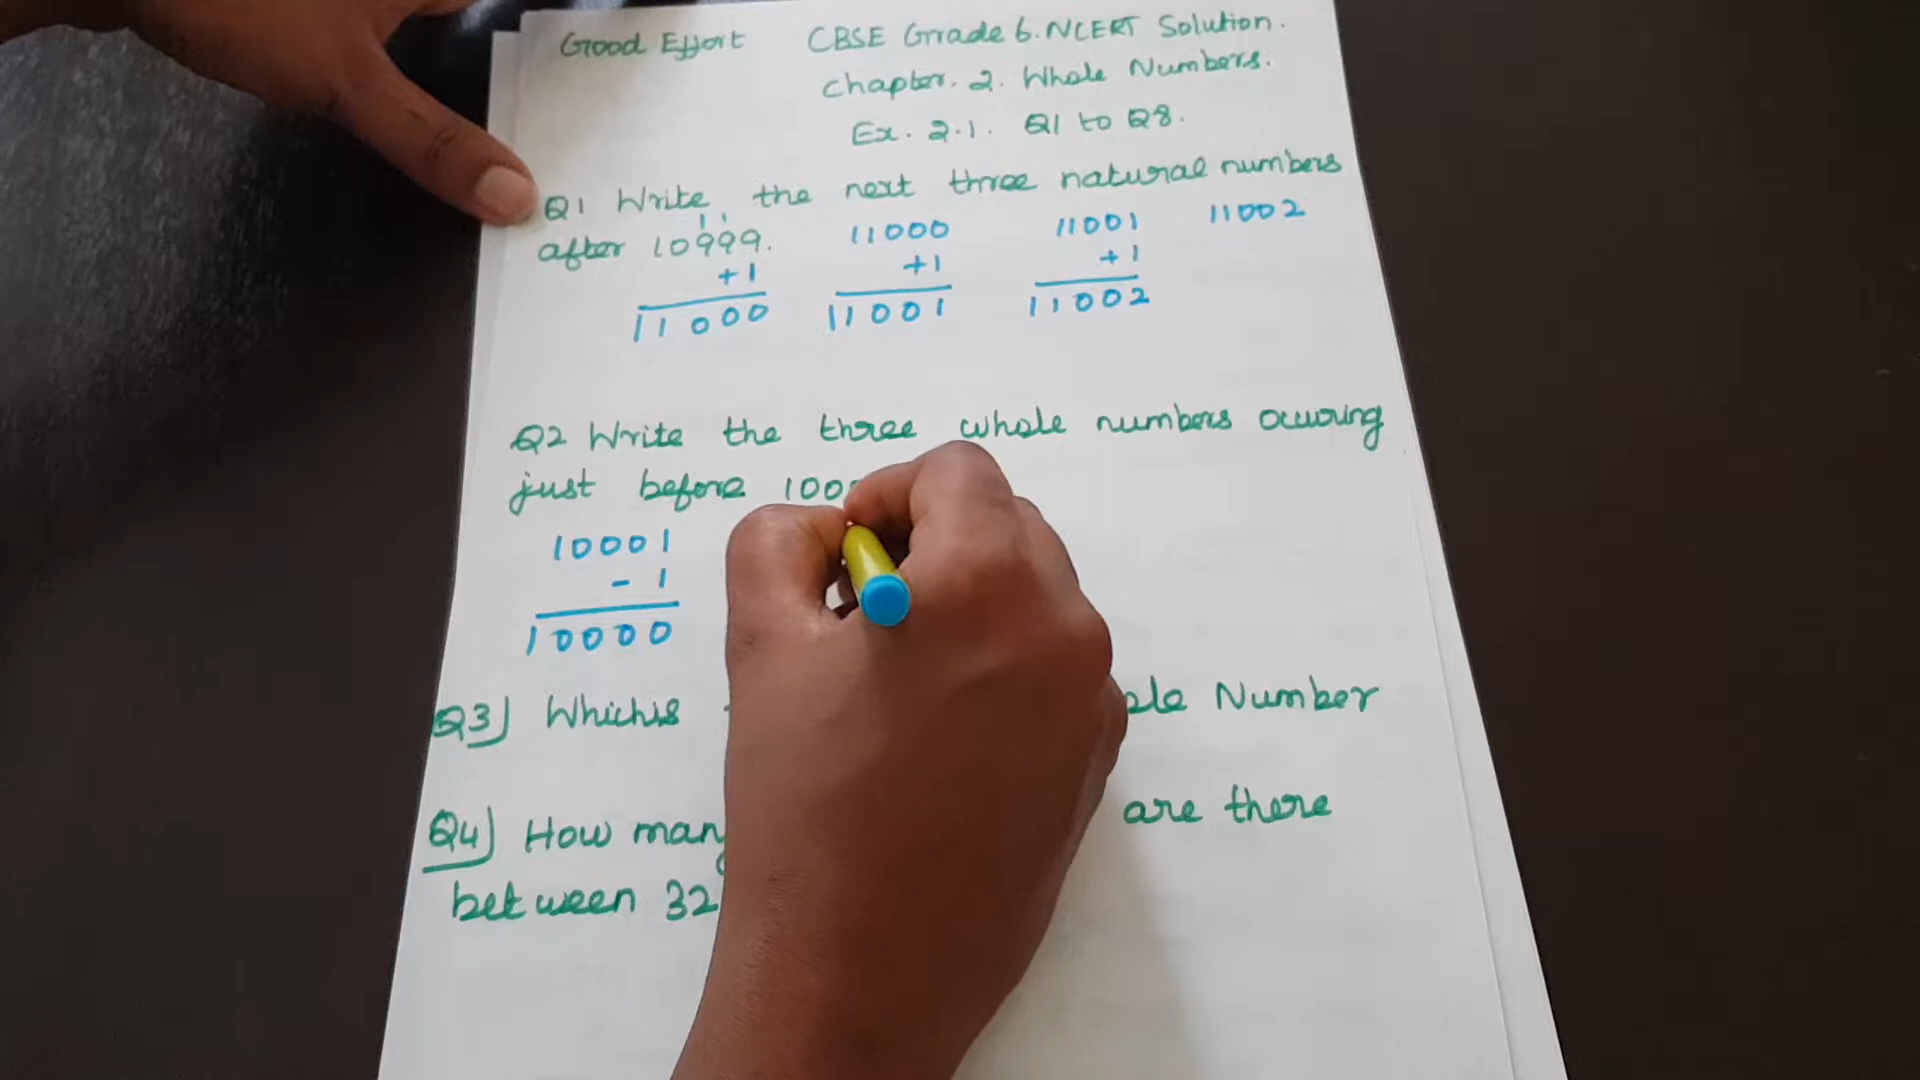 Good Effort CBSE Grade 6. NCERT Solution.
Chapter. 2. Whole Numbers.
Ex. 2.1. Q1 to Q8.
Q1 Write the next three natural numbers
after 10999. 11000 11001 11002
1 1
+1 +1 +1
11000 11001 11002
Q2 Write the three whole numbers occuring
just before
10001
- 1
10000
Q3) Which is Number
Q4) How are there
between 32